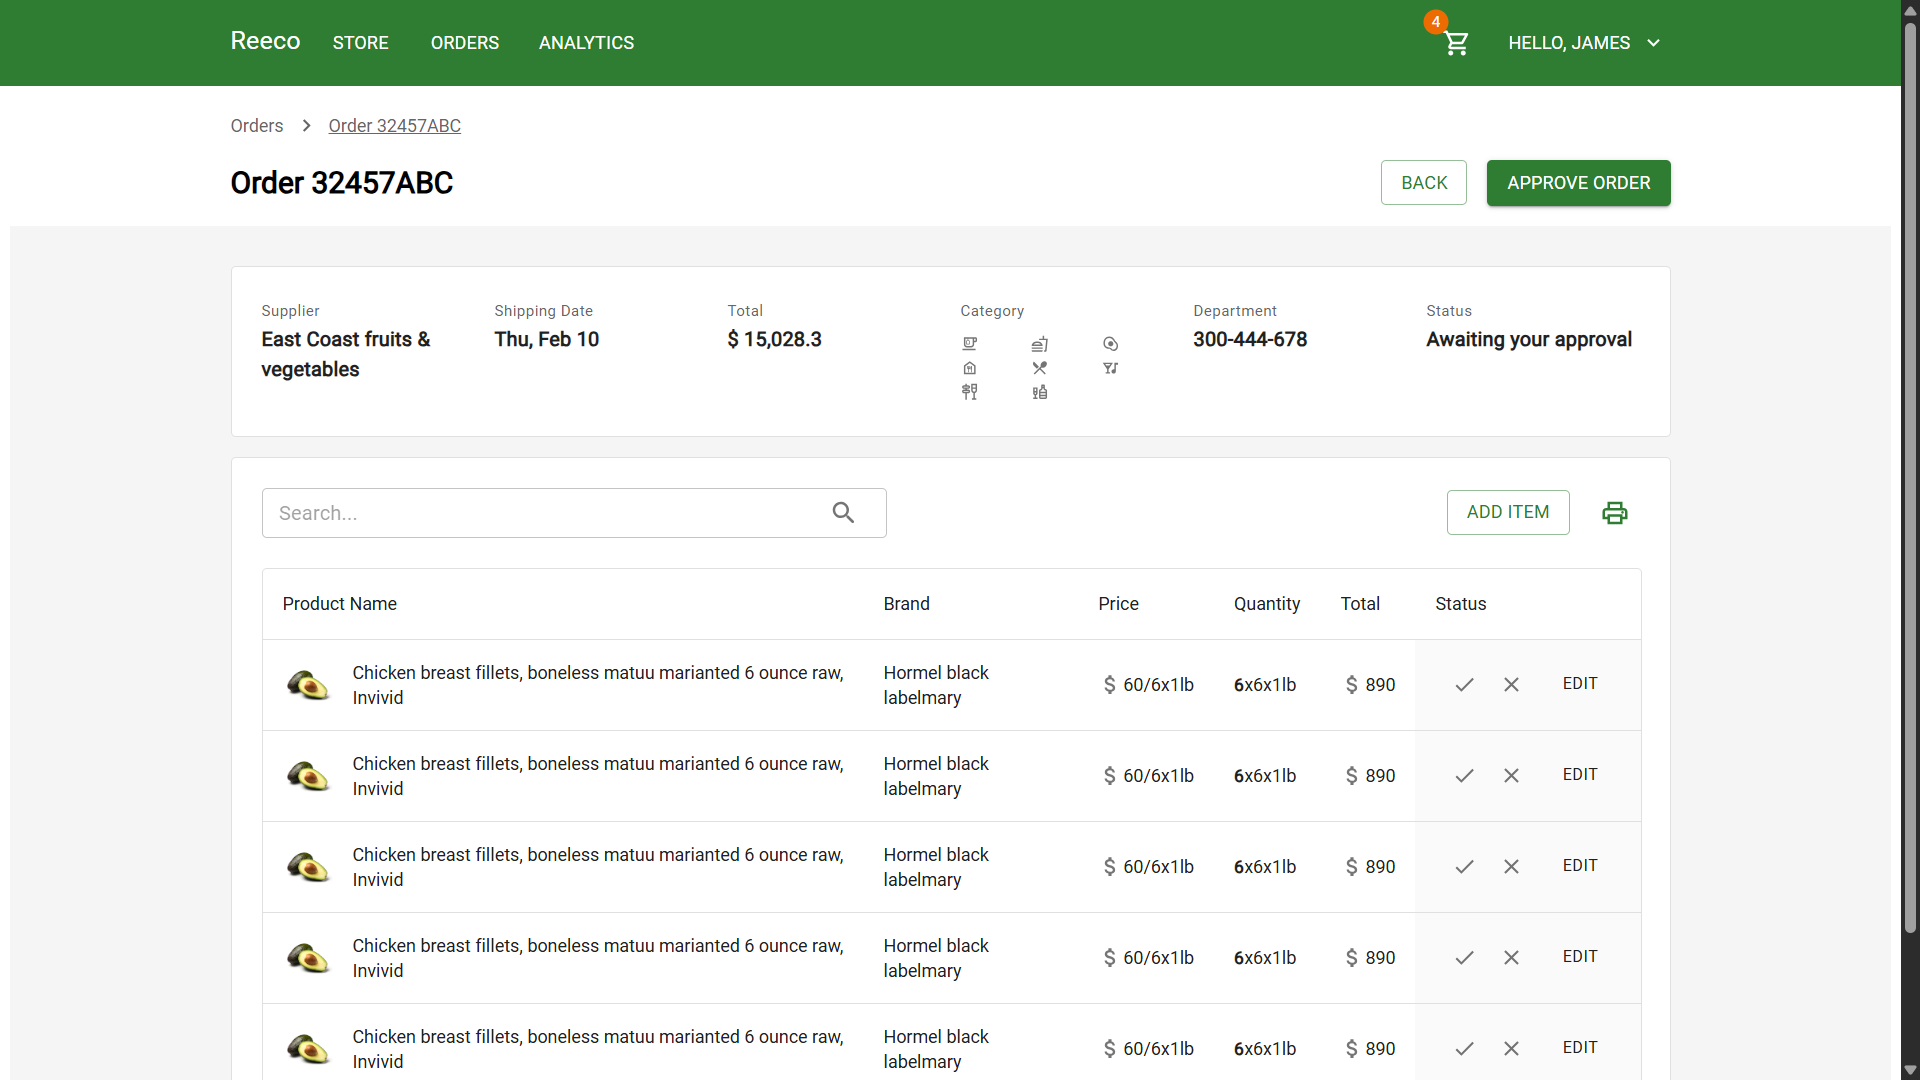 Reeco STORE ORDERS ANALYTICS 4 HELLO, JAMES
Orders Order 32457ABC
Order 32457ABC BACK APPROVE ORDER
Supplier Shipping Date Total Category Department Status
East Coast fruits & Thu, Feb 10 $ 15,028.3 300-444-678 Awaiting your approval
vegetables
Search... ADD ITEM
Product Name Brand Price Quantity Total Status
Chicken breast fillets, boneless matuu marianted 6 ounce raw, Hormel black
Invivid labelmary $ 60/6x1lb 6x6x1lb $ 890 EDIT
Chicken breast fillets, boneless matuu marianted 6 ounce raw, Hormel black
Invivid labelmary $ 60/6x1lb 6x6x1lb $ 890 EDIT
Chicken breast fillets, boneless matuu marianted 6 ounce raw, Hormel black
Invivid labelmary $ 60/6x1lb 6x6x1lb $ 890 EDIT
Chicken breast fillets, boneless matuu marianted 6 ounce raw, Hormel black
Invivid labelmary $ 60/6x1lb 6x6x1lb $ 890 EDIT
Chicken breast fillets, boneless matuu marianted 6 ounce raw, Hormel black
Invivid labelmary $ 60/6x1lb 6x6x1lb $ 890 EDIT